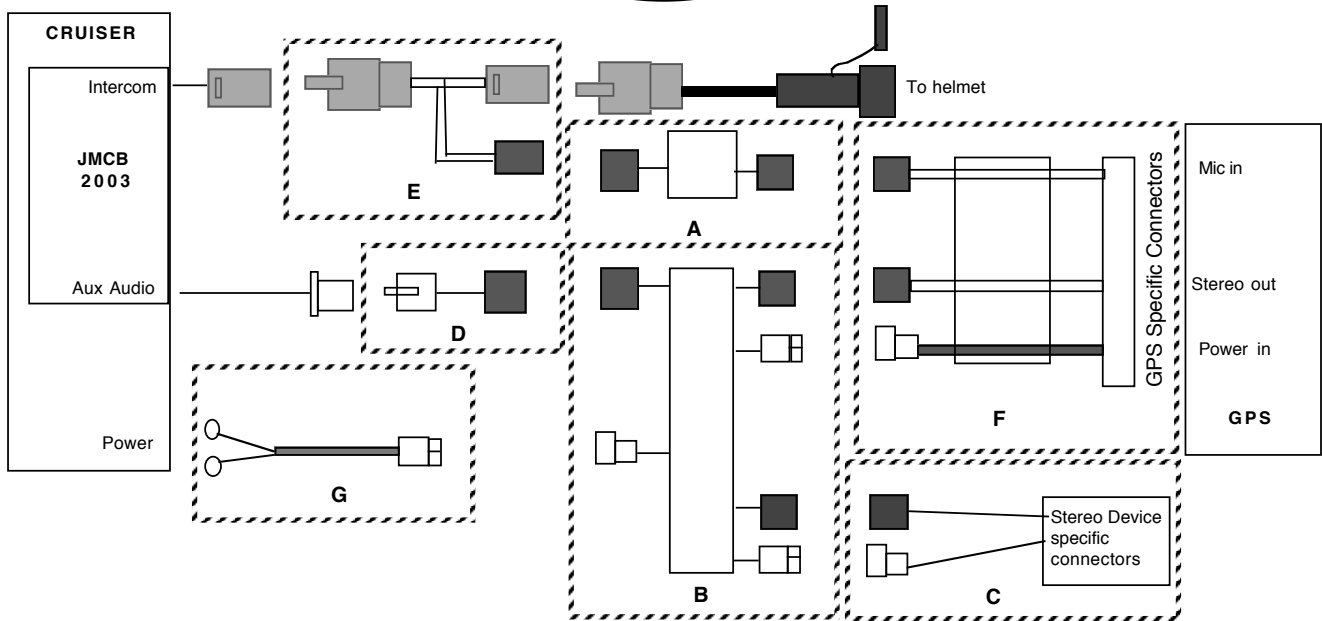 CRUISER
Intercom
JMCB
2003
Aux Audio
Power
E
To helmet
A
D
G
B
GPS Specific Connectors
Mic in
Stereo out
Power in
F
GPS
Stereo Device
specific
connectors
C